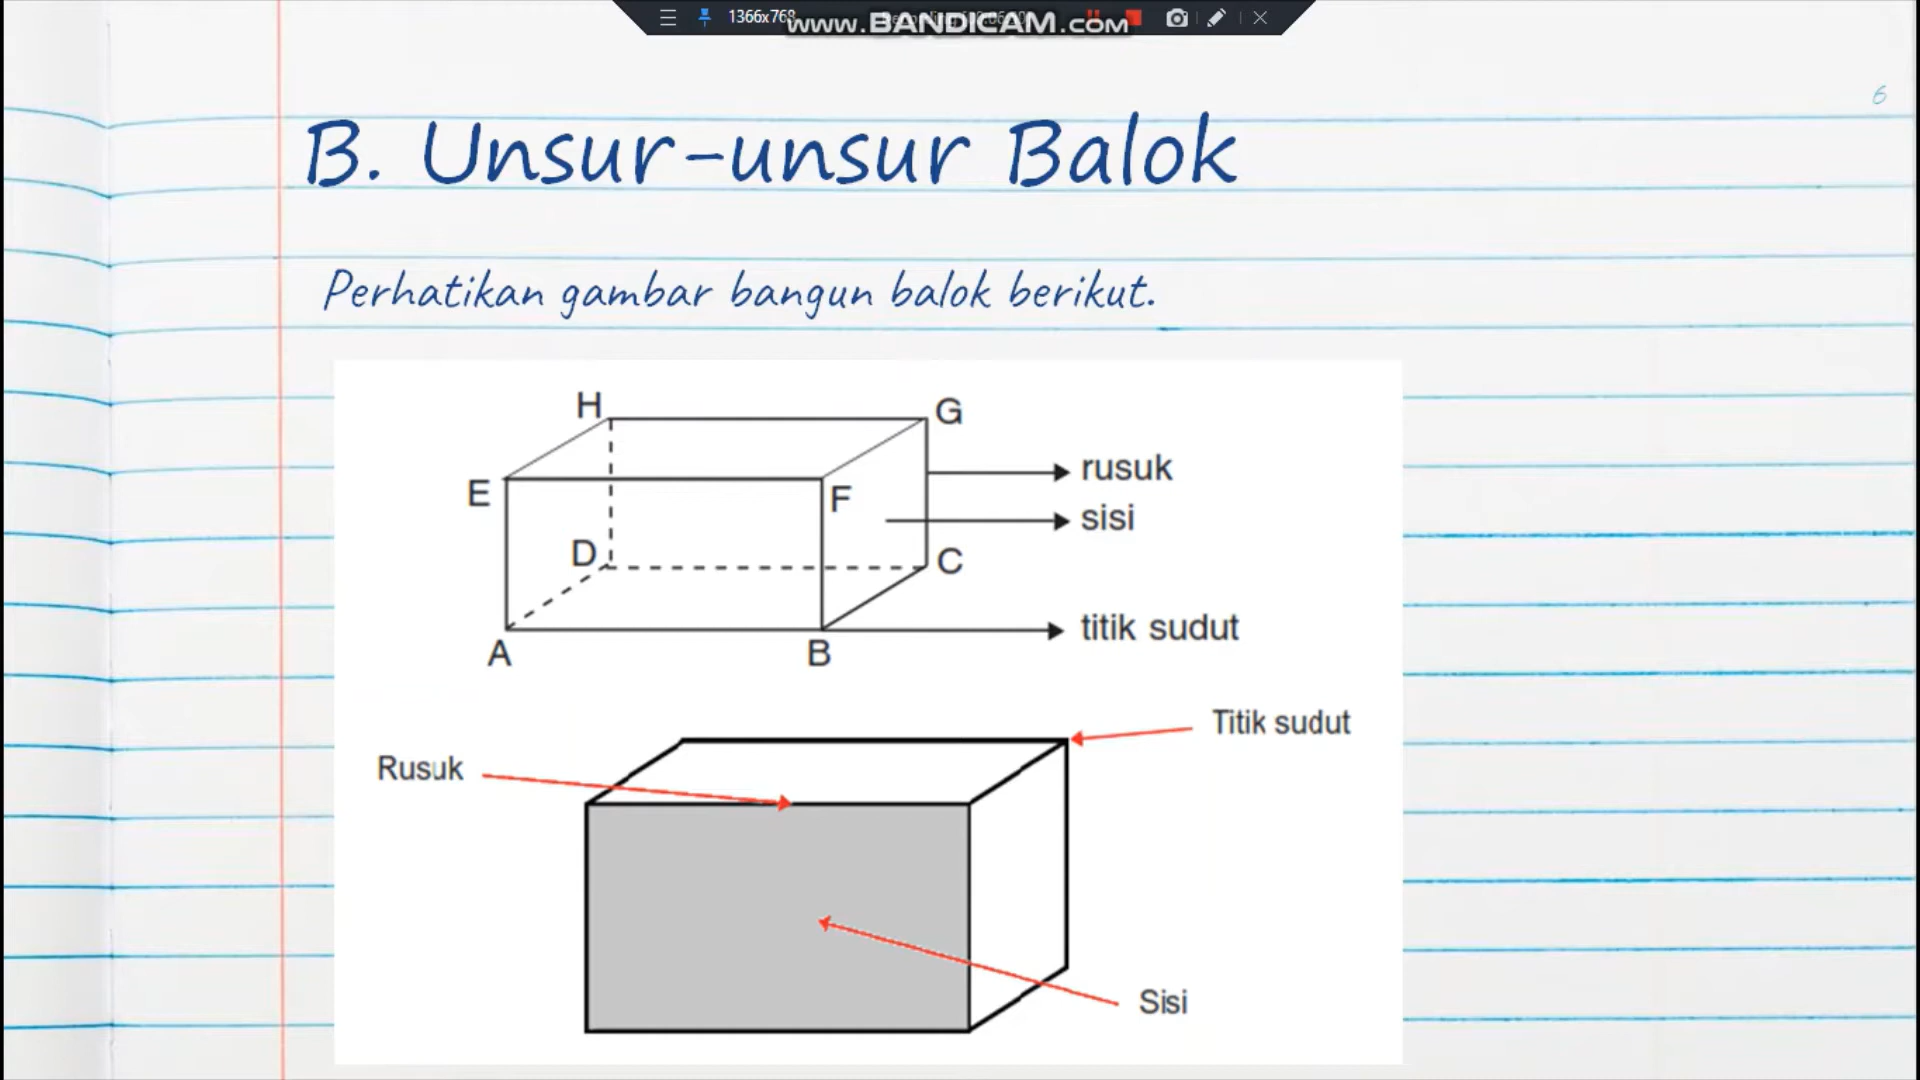 1366x768
www.BANDICAM.com
6
B. Unsur-unsur Balok
Perhatikan gambar bangun balok berikut.
H
G
rusuk
E
F
sisi
D
C
titik sudut
A
B
Titik sudut
Rusuk
Sisi